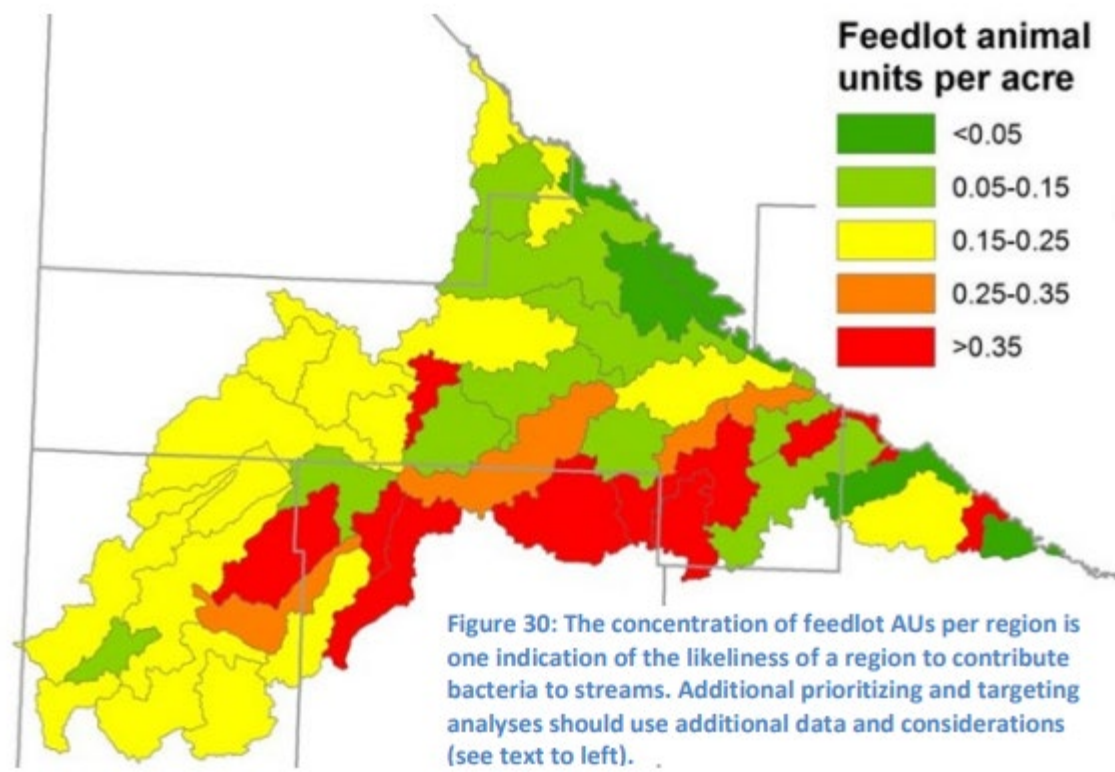 Feedlot animal
units per acre
<0.05
0.05-0.15
0.15-0.25
0.25-0.35
>0.35
Figure 30: The concentration of feedlot AUs per region is
one indication of the likeliness of a region to contribute
bacteria to streams. Additional prioritizing and targeting
analyses should use additional data and considerations
(see text to left).